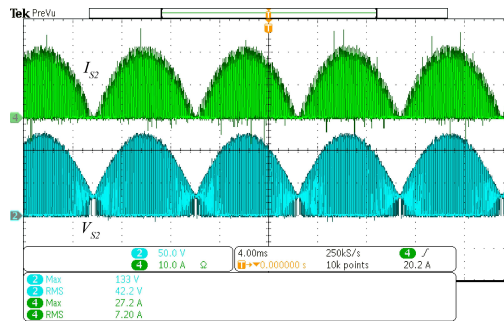 Tek PreVu
T
T
I_S2
4
2
V_S2
2 50.0 V
4 10.0 A Ω
4.00ms 250kS/s 4 ʃ
T→▼0.000000 s 10k points 20.2 A
2 Max 133 V
2 RMS 42.2 V
4 Max 27.2 A
4 RMS 7.20 A